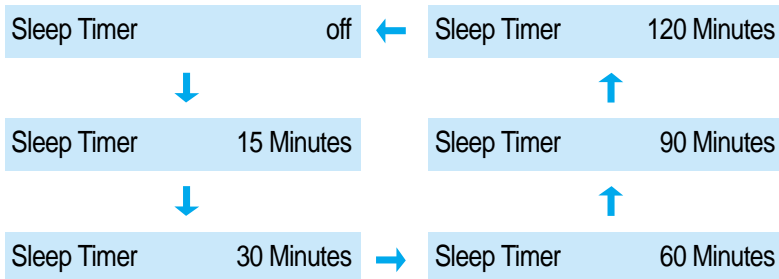 Sleep Timer off
Sleep Timer 120 Minutes
Sleep Timer 15 Minutes
Sleep Timer 90 Minutes
Sleep Timer 30 Minutes
Sleep Timer 60 Minutes